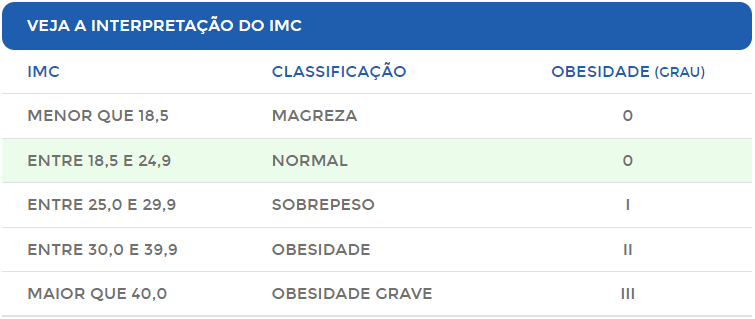 VEJA A INTERPRETAÇÃO DO IMC
IMC CLASSIFICAÇÃO OBESIDADE (GRAU)
MENOR QUE 18,5 MAGREZA 0
ENTRE 18,5 E 24,9 NORMAL 0
ENTRE 25,0 E 29,9 SOBREPESO I
ENTRE 30,0 E 39,9 OBESIDADE II
MAIOR QUE 40,0 OBESIDADE GRAVE III